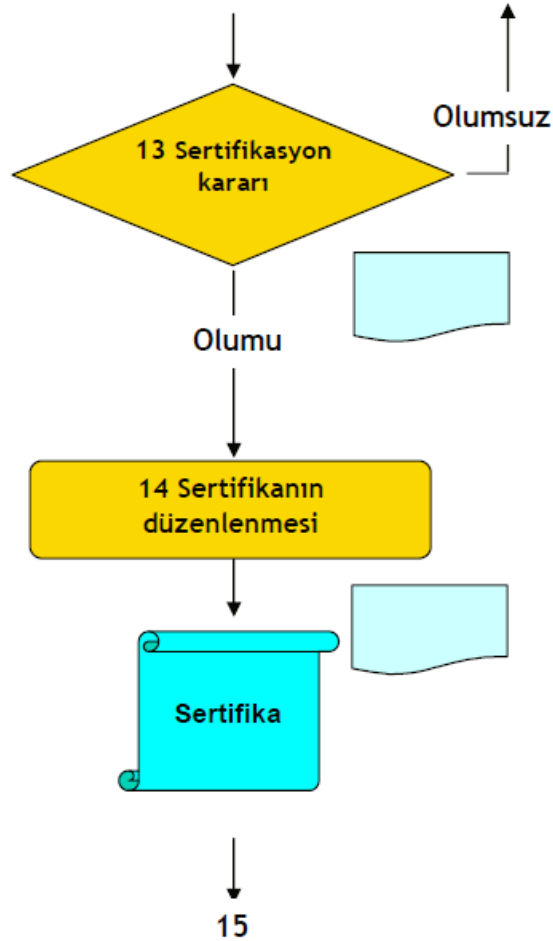 Olumsuz
13 Sertifikasyon
kararı
Olumu
14 Sertifikanın
düzenlenmesi
Sertifika
15